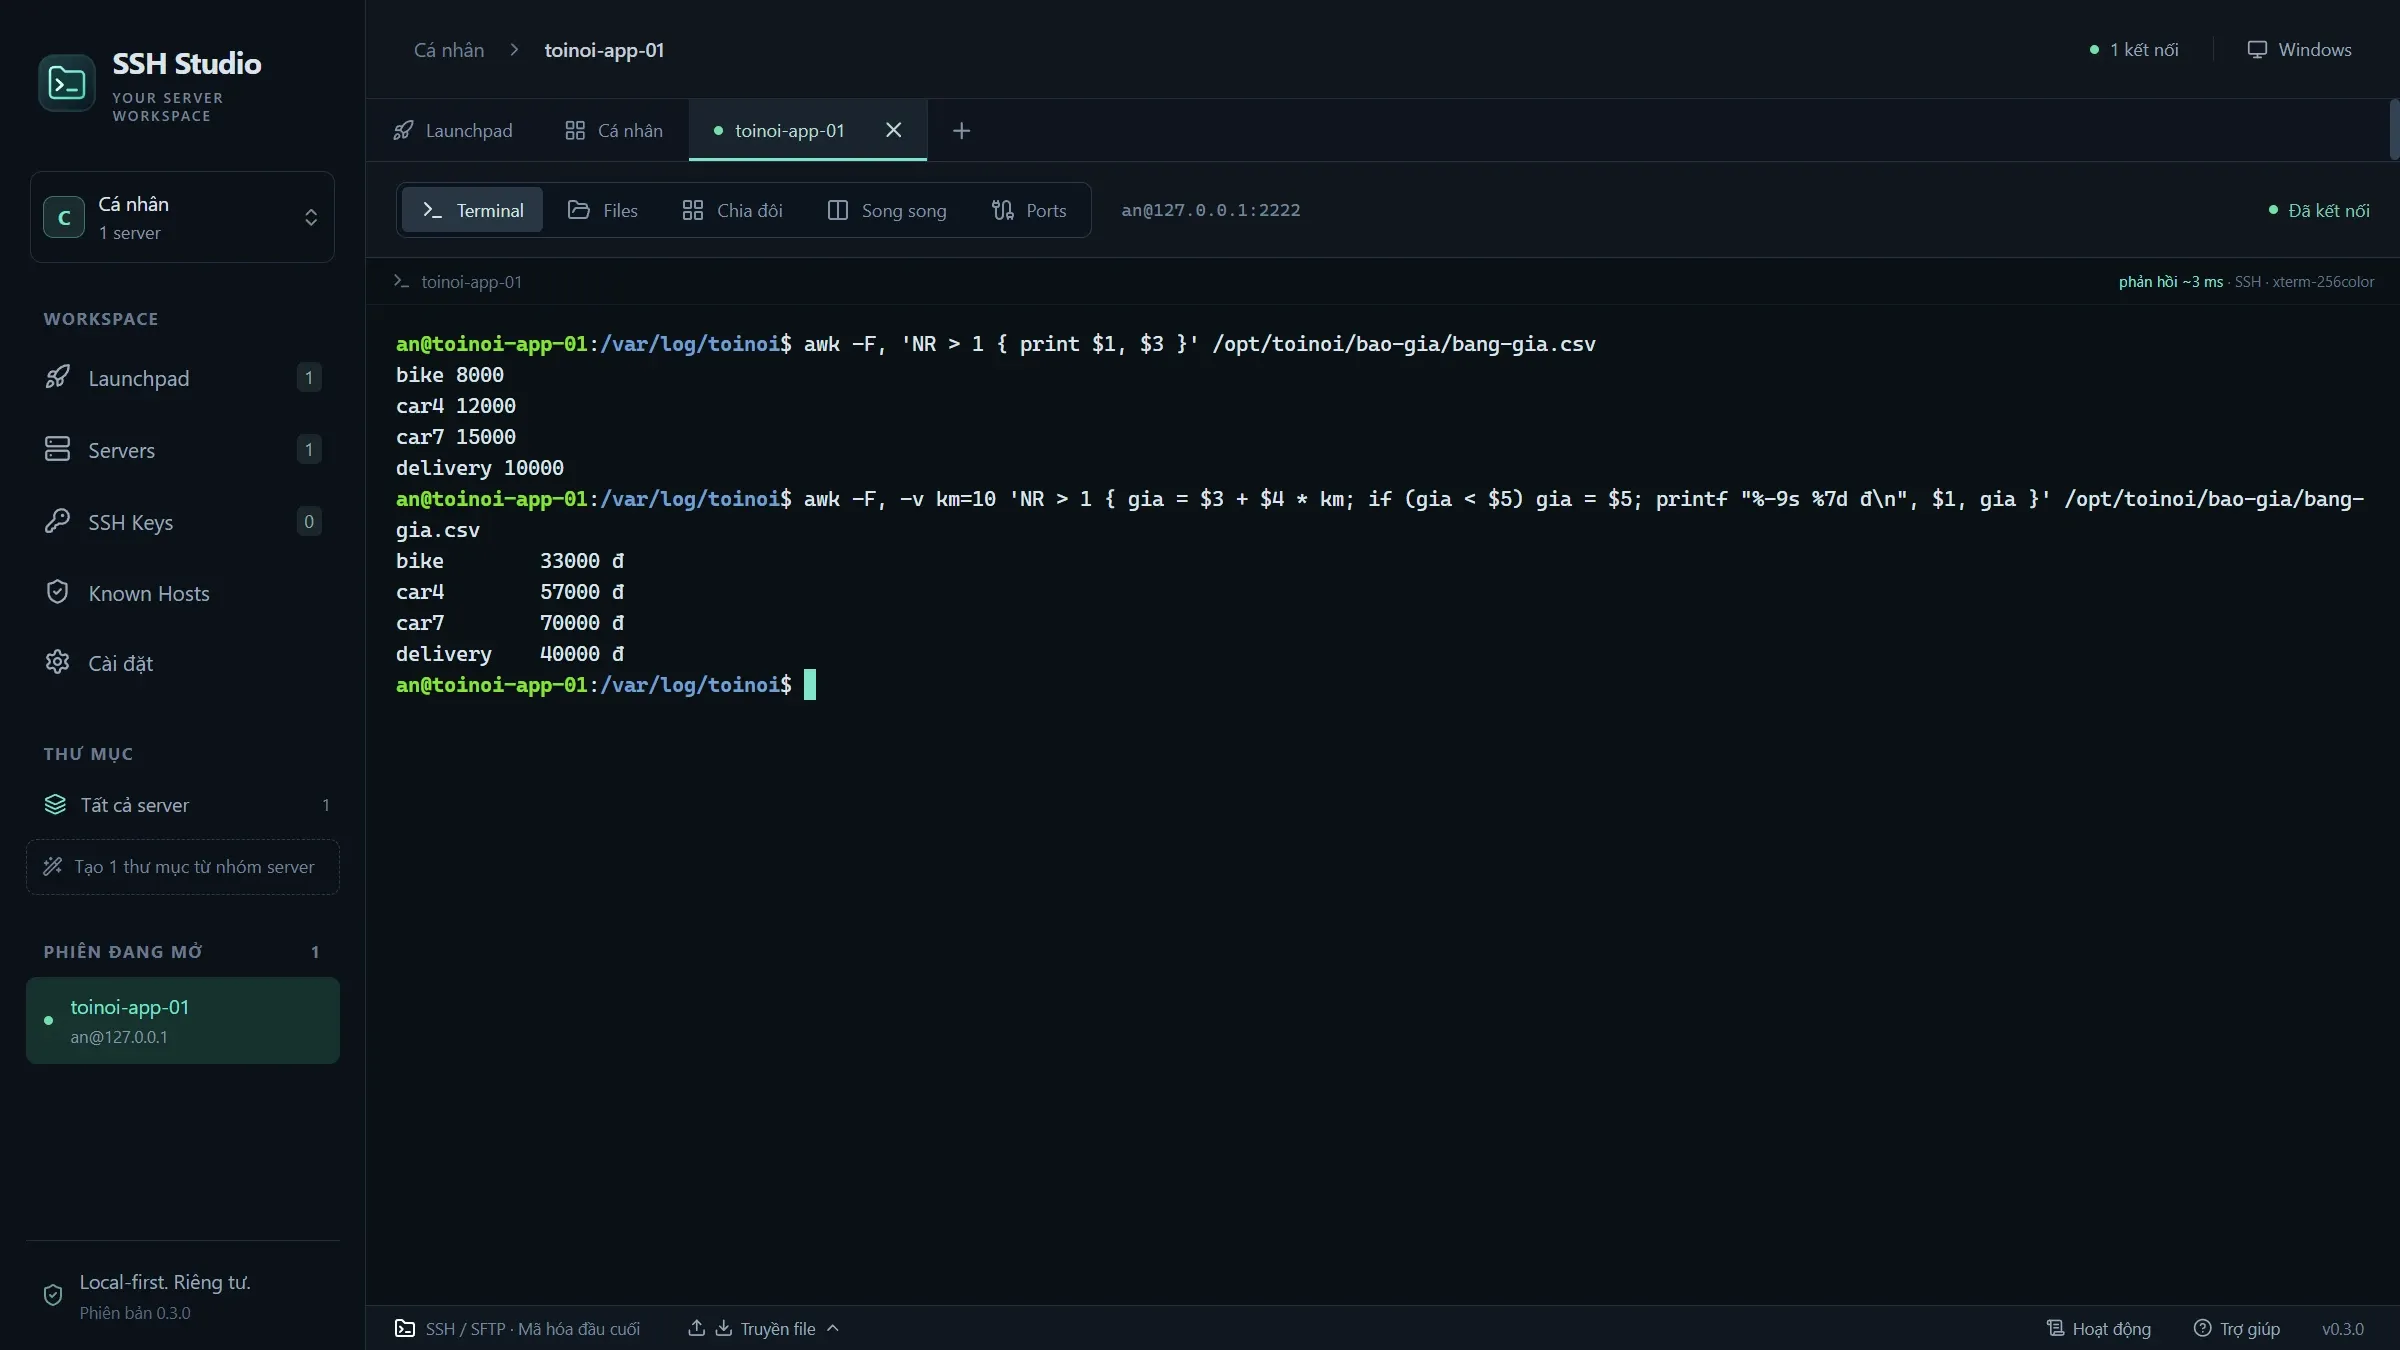 SSH Studio
YOUR SERVER
WORKSPACE
C
Cá nhân
1 server
WORKSPACE
Launchpad 1
Servers 1
SSH Keys 0
Known Hosts
Cài đặt
THƯ MỤC
Tất cả server 1
Tạo 1 thư mục từ nhóm server
PHIÊN ĐANG MỞ 1
toinoi-app-01
an@127.0.0.1
Local-first. Riêng tư.
Phiên bản 0.3.0
Cá nhân > toinoi-app-01
1 kết nối
Windows
Launchpad
Cá nhân
toinoi-app-01
Terminal
Files
Chia đôi
Song song
Ports
an@127.0.0.1:2222
Đã kết nối
toinoi-app-01
phản hồi ~3 ms · SSH · xterm-256color
an@toinoi-app-01:/var/log/toinoi$ awk -F, 'NR > 1 { print $1, $3 }' /opt/toinoi/bao-gia/bang-gia.csv
bike 8000
car4 12000
car7 15000
delivery 10000
an@toinoi-app-01:/var/log/toinoi$ awk -F, -v km=10 'NR > 1 { gia = $3 + $4 * km; if (gia < $5) gia = $5; printf "%-9s %7d đ\n", $1, gia }' /opt/toinoi/bao-gia/bang-
gia.csv
bike        33000 đ
car4        57000 đ
car7        70000 đ
delivery    40000 đ
an@toinoi-app-01:/var/log/toinoi$
SSH / SFTP · Mã hóa đầu cuối
Truyền file
Hoạt động
Trợ giúp
v0.3.0